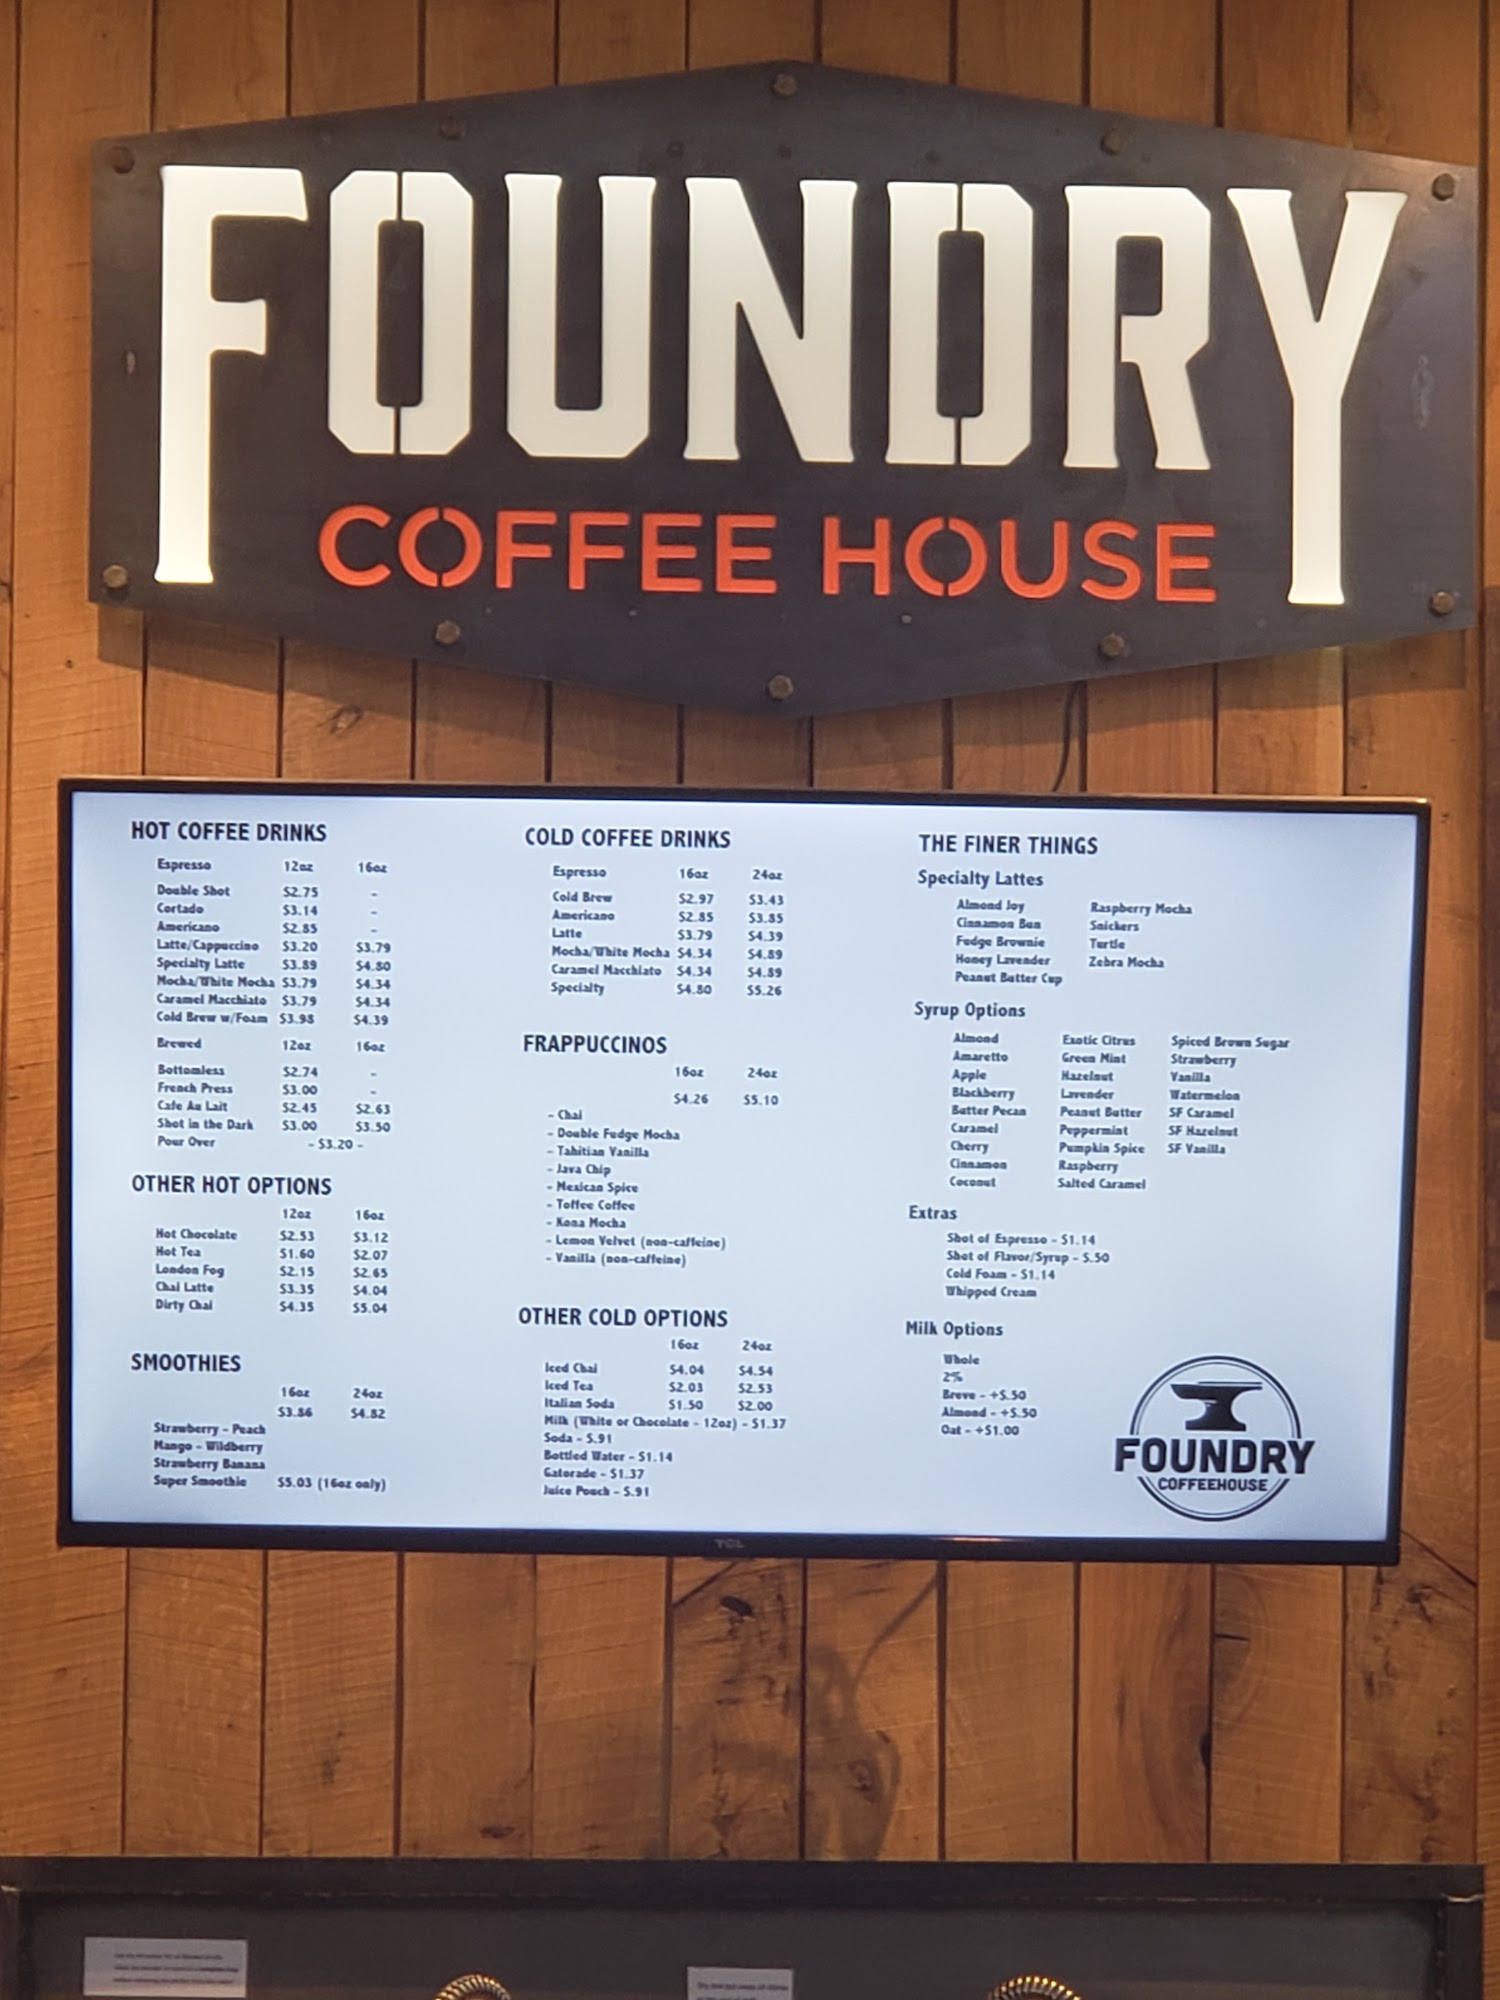 FOUNDRY
COFFEE HOUSE
HOT COFFEE DRINKS
Espresso 12oz 16oz
Double Shot $2.75 -
Cortado $3.14 -
Americano $2.85 -
Latte/Cappuccino $3.20 $3.79
Specialty Latte $3.89 $4.80
Mocha/White Mocha $3.79 $4.34
Caramel Macchiato $3.79 $4.34
Cold Brew w/Foam $3.98 $4.39
Brewed 12oz 16oz
Bottomless $2.74 -
French Press $3.00 -
Cafe Au Lait $2.45 $2.63
Shot in the Dark $3.00 $3.50
Pour Over - $3.20 -
OTHER HOT OPTIONS
12oz 16oz
Hot Chocolate $2.53 $3.12
Hot Tea $1.60 $2.07
London Fog $2.15 $2.65
Chai Latte $3.35 $4.04
Dirty Chai $4.35 $5.04
SMOOTHIES
16oz 24oz
$3.86 $4.82
Strawberry - Peach
Mango - Wildberry
Strawberry Banana
Super Smoothie $5.03 (16oz only)
COLD COFFEE DRINKS
Espresso 16oz 24oz
Cold Brew $2.97 $3.43
Americano $2.85 $3.85
Latte $3.79 $4.39
Mocha/White Mocha $4.34 $4.89
Caramel Macchiato $4.34 $4.89
Specialty $4.80 $5.26
FRAPPUCCINOS
16oz 24oz
$4.26 $5.10
- Chai
- Double Fudge Mocha
- Tahitian Vanilla
- Java Chip
- Mexican Spice
- Toffee Coffee
- Kona Mocha
- Lemon Velvet (non-caffeine)
- Vanilla (non-caffeine)
OTHER COLD OPTIONS
16oz 24oz
Iced Chai $4.04 $4.54
Iced Tea $2.03 $2.53
Italian Soda $1.50 $2.00
Milk (White or Chocolate - 12oz) - $1.37
Soda - $.91
Bottled Water - $1.14
Gatorade - $1.37
Juice Pouch - $.91
THE FINER THINGS
Specialty Lattes
Almond Joy Raspberry Mocha
Cinnamon Bun Snickers
Fudge Brownie Turtle
Honey Lavender Zebra Mocha
Peanut Butter Cup
Syrup Options
Almond Exotic Citrus Spiced Brown Sugar
Amaretto Green Mint Strawberry
Apple Hazelnut Vanilla
Blackberry Lavender Watermelon
Butter Pecan Peanut Butter SF Caramel
Caramel Peppermint SF Hazelnut
Cherry Pumpkin Spice SF Vanilla
Cinnamon Raspberry
Coconut Salted Caramel
Extras
Shot of Espresso - $1.14
Shot of Flavor/Syrup - $.50
Cold Foam - $1.14
Whipped Cream
Milk Options
Whole
2%
Breve - +$.50
Almond - +$.50
Oat - +$1.00
FOUNDRY
COFFEEHOUSE
TCL